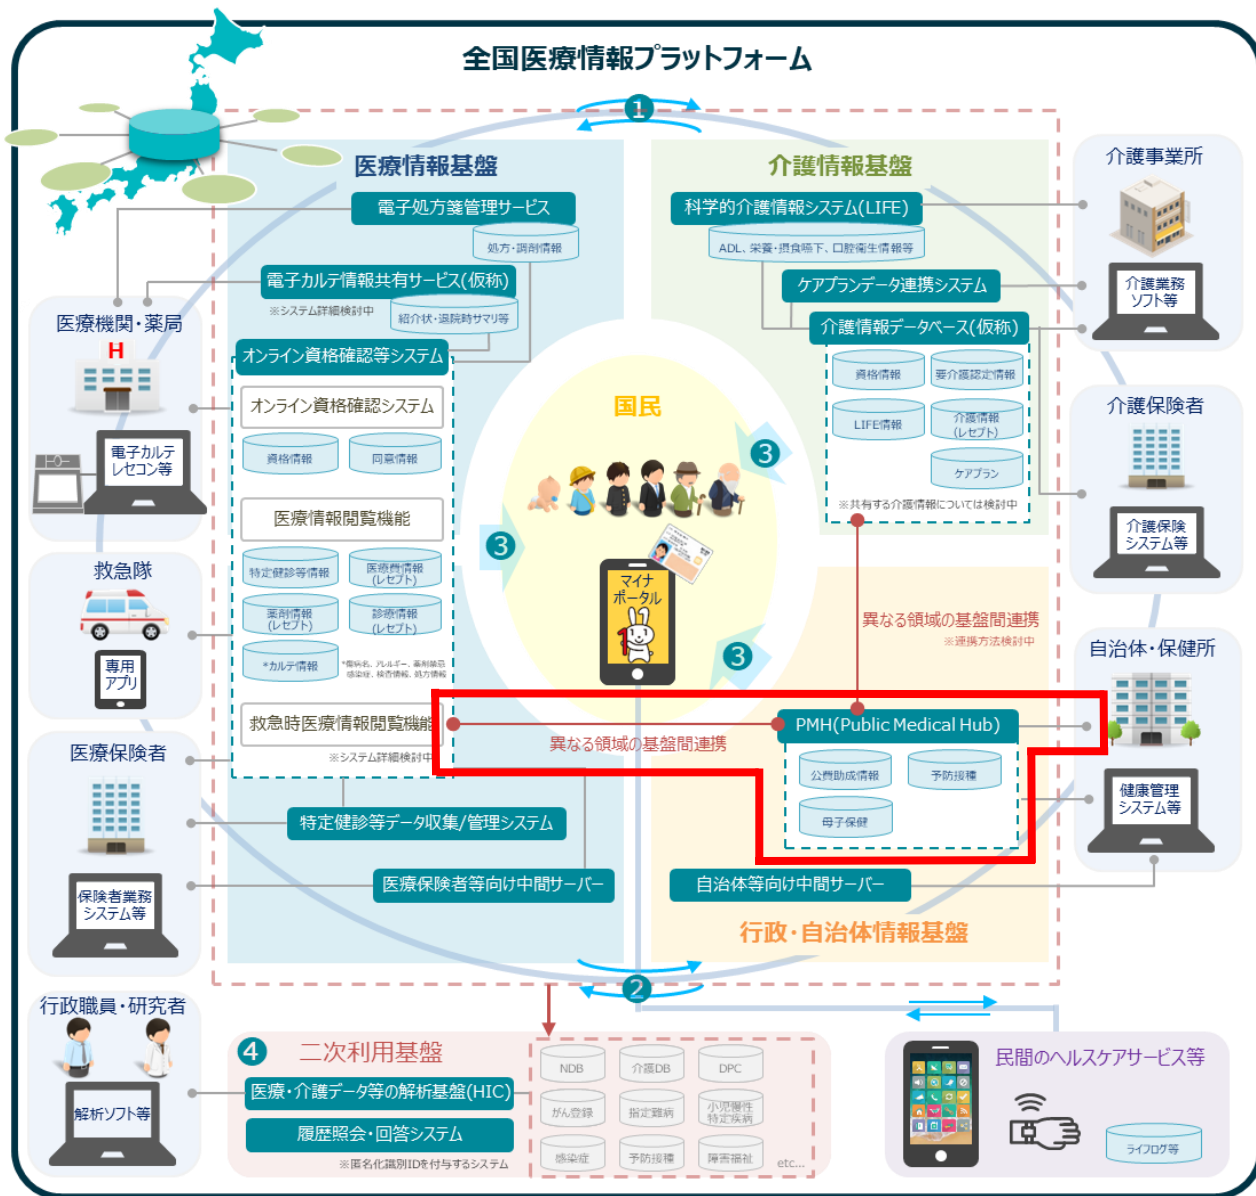 全国医療情報プラットフォーム
1
医療情報基盤
介護情報基盤
電子処方箋管理サービス
処方・調剤情報
電子カルテ情報共有サービス(仮称)
※システム詳細検討中
紹介状・退院時サマリ等
オンライン資格確認等システム
オンライン資格確認システム
資格情報
同意情報
医療情報閲覧機能
特定健診等情報
医療費情報
(レセプト)
薬剤情報
(レセプト)
診療情報
(レセプト)
*カルテ情報
*傷病名、アレルギー、薬剤禁忌
感染症、検査情報、処方情報
救急時医療情報閲覧機能
※システム詳細検討中
特定健診等データ収集/管理システム
医療保険者等向け中間サーバー
科学的介護情報システム(LIFE)
ADL、栄養・摂食嚥下、口腔衛生情報等
ケアプランデータ連携システム
介護情報データベース(仮称)
資格情報
要介護認定情報
LIFE情報
介護情報
(レセプト)
ケアプラン
※共有する介護情報については検討中
国民
3
3
3
マイナ
ポータル
異なる領域の基盤間連携
※連携方法検討中
異なる領域の基盤間連携
PMH(Public Medical Hub)
公費助成情報
予防接種
母子保健
自治体等向け中間サーバー
行政・自治体情報基盤
2
医療機関・薬局
H
電子カルテ
レセコン等
救急隊
専用
アプリ
医療保険者
保険者業務
システム等
行政職員・研究者
解析ソフト等
介護事業所
介護業務
ソフト等
介護保険者
介護保険
システム等
自治体・保健所
健康管理
システム等
4
二次利用基盤
医療・介護データ等の解析基盤(HIC)
履歴照会・回答システム
※匿名化識別IDを付与するシステム
NDB
介護DB
DPC
がん登録
指定難病
小児慢性
特定疾病
感染症
予防接種
障害福祉
etc...
民間のヘルスケアサービス等
ライフログ等